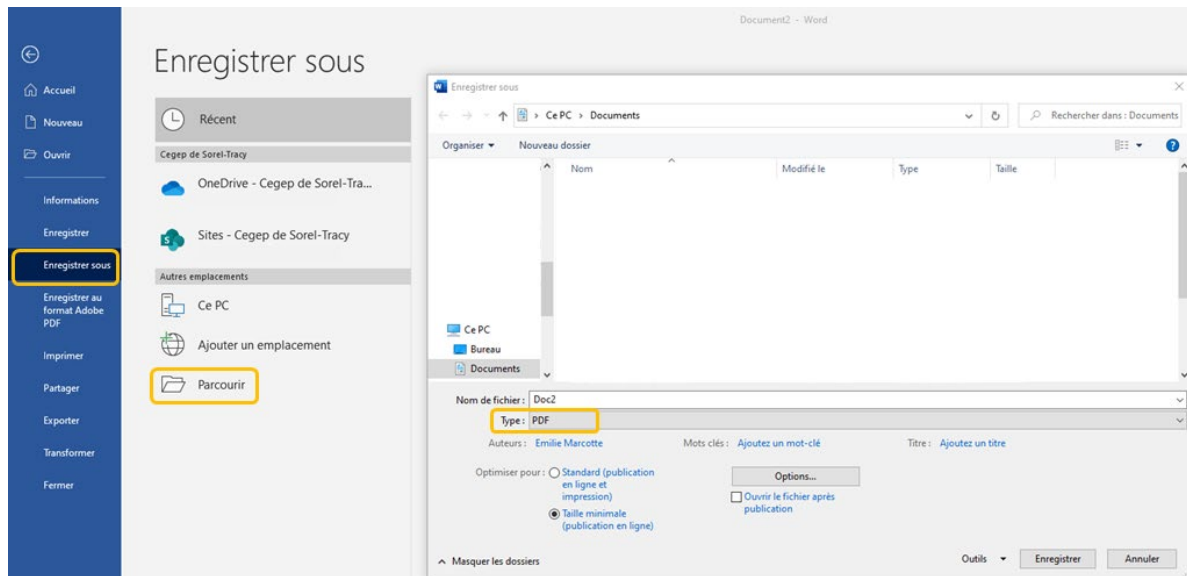 Document2 - Word
Enregistrer sous
Accueil
Nouveau
Ouvrir
Informations
Enregistrer
Enregistrer sous
Enregistrer au
format Adobe
PDF
Imprimer
Partager
Exporter
Transformer
Fermer
Récent
Cegep de Sorel-Tracy
OneDrive - Cegep de Sorel-Tra...
Sites - Cegep de Sorel-Tracy
Autres emplacements
Ce PC
Ajouter un emplacement
Parcourir
Enregistrer sous
Ce PC > Documents
Rechercher dans : Documents
Organiser
Nouveau dossier
Nom
Modifié le
Type
Taille
Ce PC
Bureau
Documents
Nom de fichier : Doc2
Type : PDF
Auteurs : Emilie Marcotte
Mots clés : Ajoutez un mot-clé
Titre : Ajoutez un titre
Optimiser pour : Standard (publication
en ligne et
impression)
Taille minimale
(publication en ligne)
Options...
Ouvrir le fichier après
publication
Masquer les dossiers
Outils
Enregistrer
Annuler